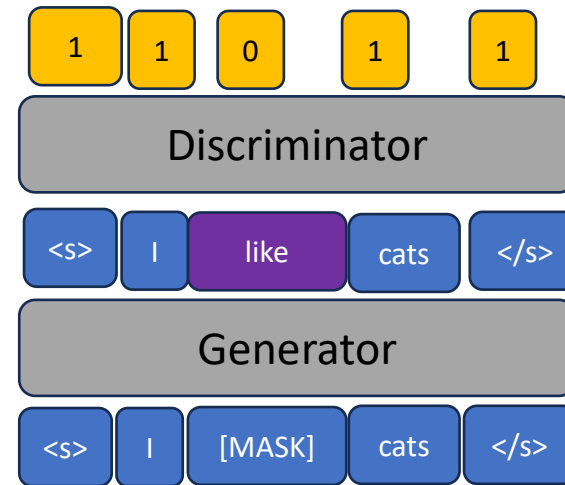 1 1 0 1 1
Discriminator
<s> I like cats </s>
Generator
<s> I [MASK] cats </s>